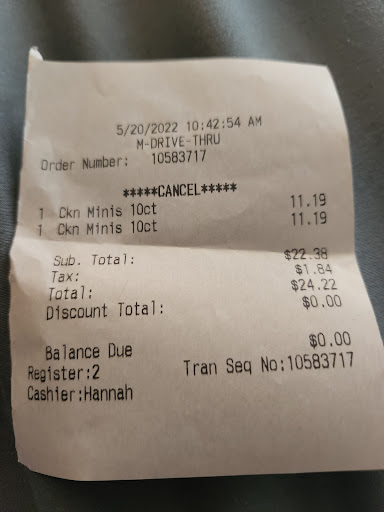 5/20/2022 10:42:54 AM
M-DRIVE-THRU
Order Number: 10583717
*****CANCEL*****
1 Ckn Minis 10ct 11.19
1 Ckn Minis 10ct 11.19
Sub. Total: $22.38
Tax: $1.84
Total: $24.22
Discount Total: $0.00
Balance Due $0.00
Register:2 Tran Seq No:10583717
Cashier:Hannah